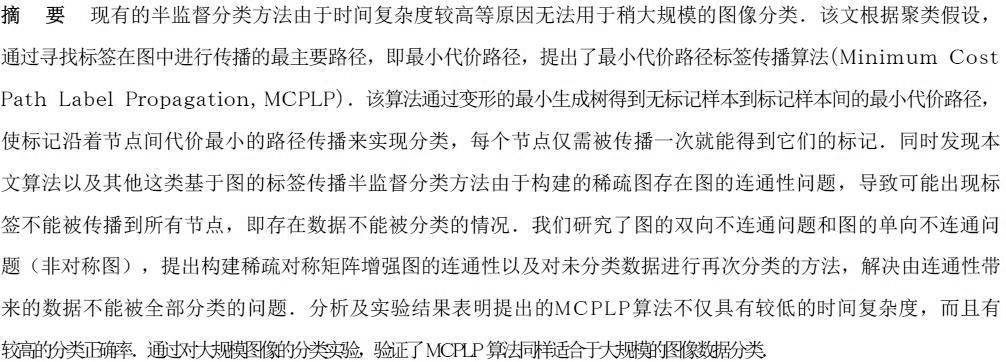 摘　要　现有的半监督分类方法由于时间复杂度较高等原因无法用于稍大规模的图像分类．该文根据聚类假设，
通过寻找标签在图中进行传播的最主要路径，即最小代价路径，提出了最小代价路径标签传播算法(Minimum Cost
Path Label Propagation, MCPLP)．该算法通过变形的最小生成树得到无标记样本到标记样本间的最小代价路径，
使标记沿着节点间代价最小的路径传播来实现分类，每个节点仅需被传播一次就能得到它们的标记．同时发现本
文算法以及其他这类基于图的标签传播半监督分类方法由于构建的稀疏图存在图的连通性问题，导致可能出现标
签不能被传播到所有节点，即存在数据不能被分类的情况．我们研究了图的双向不连通问题和图的单向不连通问
题（非对称图），提出构建稀疏对称矩阵增强图的连通性以及对未分类数据进行再次分类的方法，解决由连通性带
来的数据不能被全部分类的问题．分析及实验结果表明提出的MCPLP算法不仅具有较低的时间复杂度，而且有
较高的分类正确率．通过对大规模图像的分类实验，验证了 MCPLP 算法同样适合于大规模的图像数据分类．